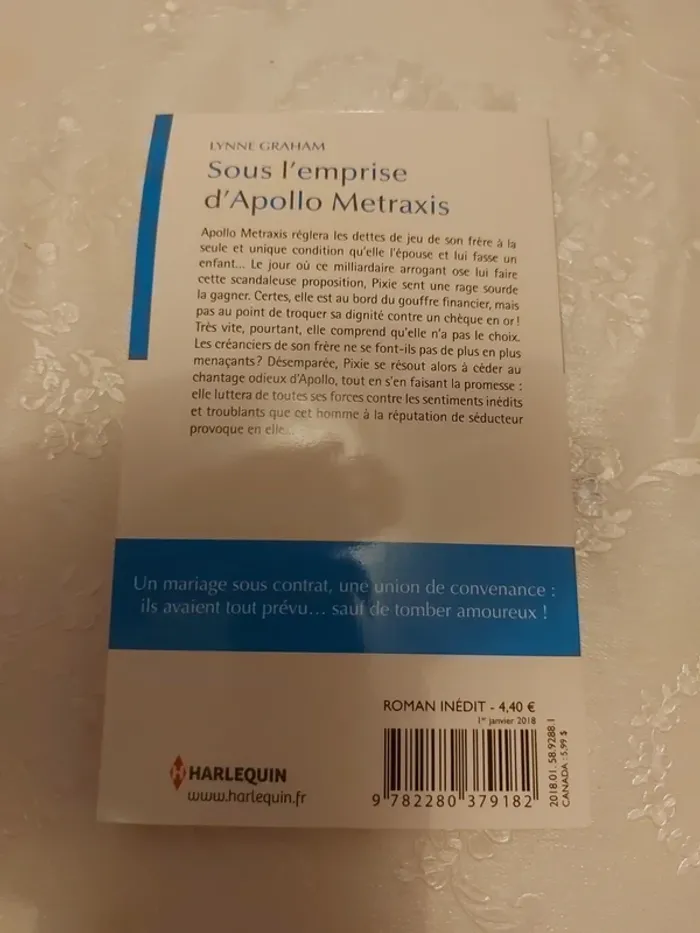 LYNNE GRAHAM
Sous l'emprise
d'Apollo Metraxis
Apollo Metraxis réglera les dettes de jeu de son frère à la
seule et unique condition qu'elle l'épouse et lui fasse un
enfant... Le jour où ce milliardaire arrogant ose lui faire
cette scandaleuse proposition, Pixie sent une rage sourde
la gagner. Certes, elle est au bord du gouffre financier, mais
pas au point de troquer sa dignité contre un chèque en or !
Très vite, pourtant, elle comprend qu'elle n'a pas le choix.
Les créanciers de son frère ne se font-ils pas de plus en plus
menaçants ? Désemparée, Pixie se résout alors à céder au
chantage odieux d'Apollo, tout en s'en faisant la promesse :
elle luttera de toutes ses forces contre les sentiments inédits
et troublants que cet homme à la réputation de séducteur
provoque en elle...
Un mariage sous contrat, une union de convenance :
ils avaient tout prévu... sauf de tomber amoureux !
ROMAN INÉDIT - 4,40 €
1er janvier 2018
HARLEQUIN
www.harlequin.fr
9 782280 379182
2018.01.58.9288.1
CANADA : 5,99 $